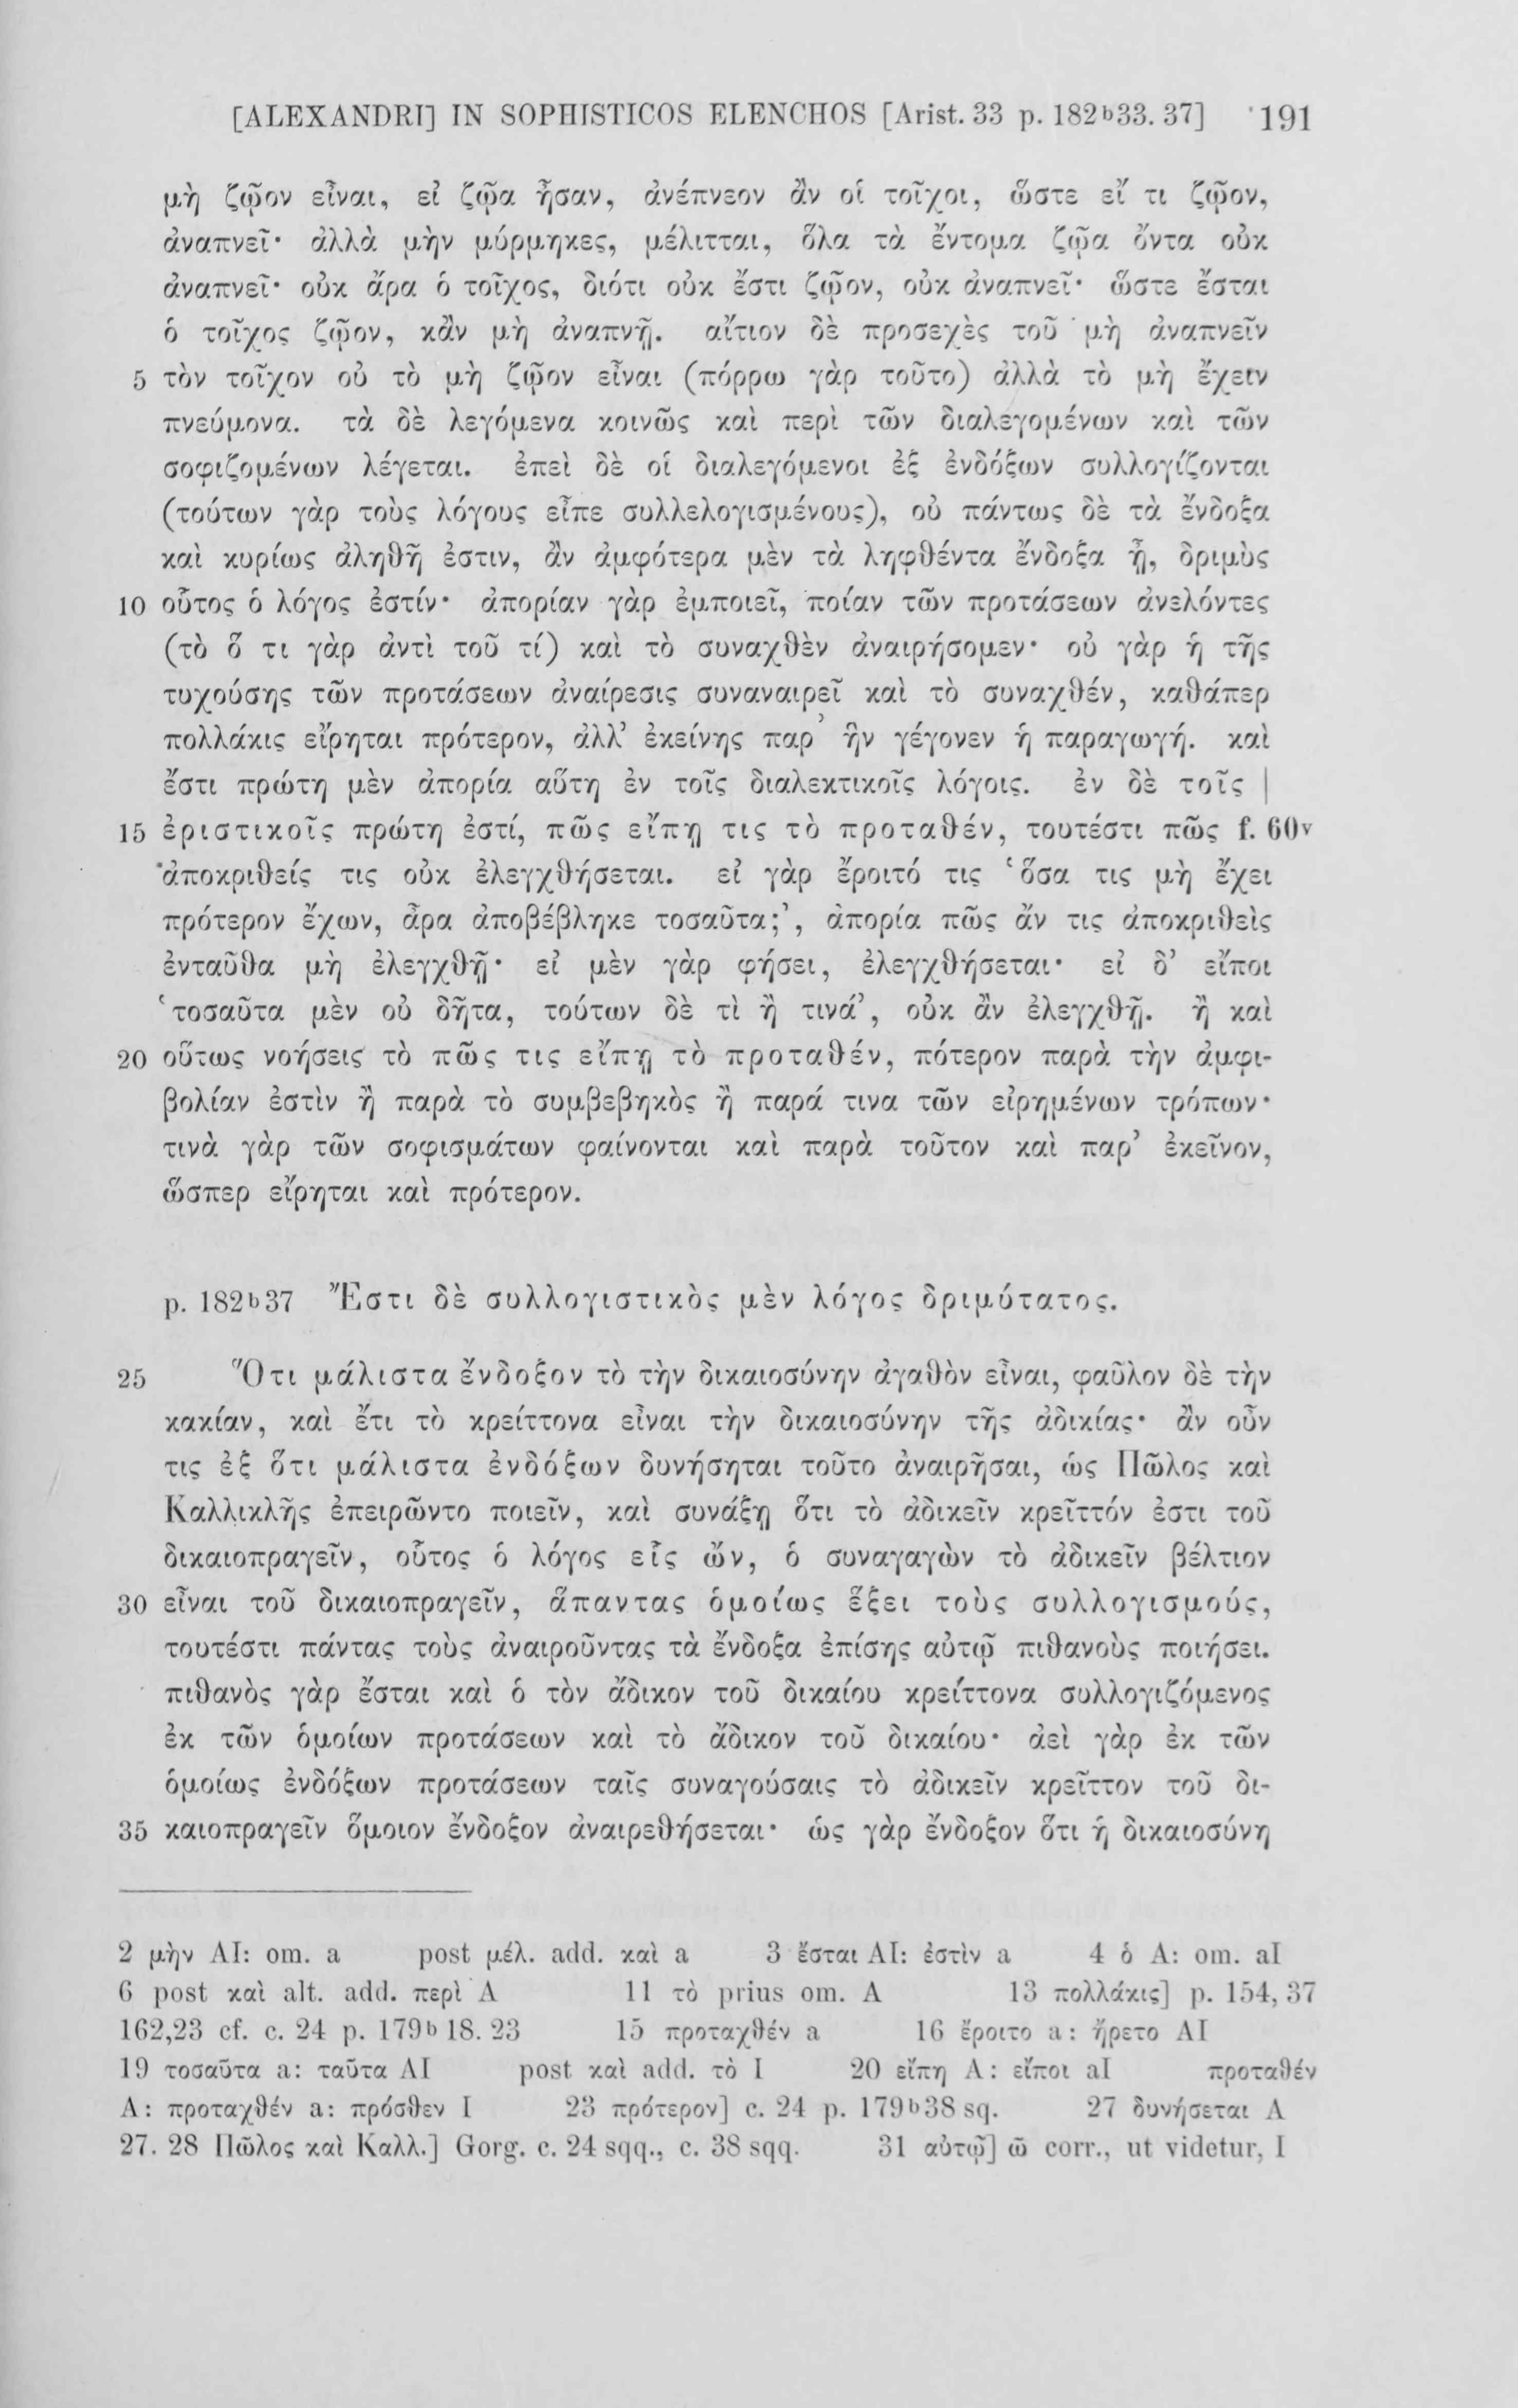 [ALEXANDRI] IN SOPHISTICOS ELENCHOS [Arist. 33 p. 182ᵇ33. 37] 191
μὴ ζῷον εἶναι, εἰ ζῷα ἦσαν, ἀνέπνεον ἂν οἱ τοῖχοι, ὥστε εἴ τι ζῷον,
ἀναπνεῖ· ἀλλὰ μὴν μύρμηκες, μέλιτται, ὅλα τὰ ἔντομα ζῷα ὄντα οὐκ
ἀναπνεῖ· οὐκ ἄρα ὁ τοῖχος, διότι οὐκ ἔστι ζῷον, οὐκ ἀναπνεῖ· ὥστε ἔσται
ὁ τοῖχος ζῷον, κἂν μὴ ἀναπνῇ. αἴτιον δὲ προσεχὲς τοῦ μὴ ἀναπνεῖν
5 τὸν τοῖχον οὐ τὸ μὴ ζῷον εἶναι (πόρρω γὰρ τοῦτο) ἀλλὰ τὸ μὴ ἔχειν
πνεύμονα. τὰ δὲ λεγόμενα κοινῶς καὶ περὶ τῶν διαλεγομένων καὶ τῶν
σοφιζομένων λέγεται. ἐπεὶ δὲ οἱ διαλεγόμενοι ἐξ ἐνδόξων συλλογίζονται
(τούτων γὰρ τοὺς λόγους εἶπε συλλελογισμένους), οὐ πάντως δὲ τὰ ἔνδοξα
καὶ κυρίως ἀληθῆ ἐστιν, ἂν ἀμφότερα μὲν τὰ ληφθέντα ἔνδοξα ᾖ, δριμὺς
10 οὗτος ὁ λόγος ἐστίν· ἀπορίαν γὰρ ἐμποιεῖ, ποίαν τῶν προτάσεων ἀνελόντες
(τὸ ὅ τι γὰρ ἀντὶ τοῦ τί) καὶ τὸ συναχθὲν ἀναιρήσομεν· οὐ γὰρ ἡ τῆς
τυχούσης τῶν προτάσεων ἀναίρεσις συναναιρεῖ καὶ τὸ συναχθέν, καθάπερ
πολλάκις εἴρηται πρότερον, ἀλλ’ ἐκείνης παρ’ ἣν γέγονεν ἡ παραγωγή. καὶ
ἔστι πρώτη μὲν ἀπορία αὕτη ἐν τοῖς διαλεκτικοῖς λόγοις. ἐν δὲ τοῖς |
15 ἐριστικοῖς πρώτη ἐστί, πῶς εἴπῃ τις τὸ προταθέν, τουτέστι πῶς f. 60v
ἀποκριθείς τις οὐκ ἐλεγχθήσεται. εἰ γὰρ ἔροιτό τις ‘ὅσα τις μὴ ἔχει
πρότερον ἔχων, ἆρα ἀποβέβληκε τοσαῦτα;’, ἀπορία πῶς ἄν τις ἀποκριθεὶς
ἐνταῦθα μὴ ἐλεγχθῇ· εἰ μὲν γὰρ φήσει, ἐλεγχθήσεται· εἰ δ’ εἴποι
‘τοσαῦτα μὲν οὐ δῆτα, τούτων δὲ τὶ ἢ τινά’, οὐκ ἂν ἐλεγχθῇ. ἢ καὶ
20 οὕτως νοήσεις τὸ πῶς τις εἴπῃ τὸ προταθέν, πότερον παρὰ τὴν ἀμφι-
βολίαν ἐστὶν ἢ παρὰ τὸ συμβεβηκὸς ἢ παρά τινα τῶν εἰρημένων τρόπων·
τινὰ γὰρ τῶν σοφισμάτων φαίνονται καὶ παρὰ τοῦτον καὶ παρ’ ἐκεῖνον,
ὥσπερ εἴρηται καὶ πρότερον.
p. 182ᵇ37 Ἔστι δὲ συλλογιστικὸς μὲν λόγος δριμύτατος.
25 Ὅτι μάλιστα ἔνδοξον τὸ τὴν δικαιοσύνην ἀγαθὸν εἶναι, φαῦλον δὲ τὴν
κακίαν, καὶ ἔτι τὸ κρείττονα εἶναι τὴν δικαιοσύνην τῆς ἀδικίας· ἂν οὖν
τις ἐξ ὅτι μάλιστα ἐνδόξων δυνήσηται τοῦτο ἀναιρῆσαι, ὡς Πῶλος καὶ
Καλλικλῆς ἐπειρῶντο ποιεῖν, καὶ συνάξῃ ὅτι τὸ ἀδικεῖν κρεῖττόν ἐστι τοῦ
δικαιοπραγεῖν, οὗτος ὁ λόγος εἷς ὤν, ὁ συναγαγὼν τὸ ἀδικεῖν βέλτιον
30 εἶναι τοῦ δικαιοπραγεῖν, ἅπαντας ὁμοίως ἕξει τοὺς συλλογισμούς,
τουτέστι πάντας τοὺς ἀναιροῦντας τὰ ἔνδοξα ἐπίσης αὐτῷ πιθανοὺς ποιήσει.
πιθανὸς γὰρ ἔσται καὶ ὁ τὸν ἄδικον τοῦ δικαίου κρείττονα συλλογιζόμενος
ἐκ τῶν ὁμοίων προτάσεων καὶ τὸ ἄδικον τοῦ δικαίου· ἀεὶ γὰρ ἐκ τῶν
ὁμοίως ἐνδόξων προτάσεων ταῖς συναγούσαις τὸ ἀδικεῖν κρεῖττον τοῦ δι-
35 καιοπραγεῖν ὅμοιον ἔνδοξον ἀναιρεθήσεται· ὡς γὰρ ἔνδοξον ὅτι ἡ δικαιοσύνη
2 μὴν AI: om. a post μέλ. add. καὶ a 3 ἔσται AI: ἐστὶν a 4 ὁ A: om. aI
6 post καὶ alt. add. περὶ A 11 τὸ prius om. A 13 πολλάκις] p. 154, 37
162,23 cf. c. 24 p. 179ᵇ18. 23 15 προταχθέν a 16 ἔροιτο a: ἤρετο AI
19 τοσαῦτα a: ταῦτα AI post καὶ add. τὸ I 20 εἴπῃ A: εἴποι aI προταθέν
A: προταχθέν a: πρόσθεν I 23 πρότερον] c. 24 p. 179ᵇ38 sq. 27 δυνήσεται A
27. 28 Πῶλος καὶ Καλλ.] Gorg. c. 24 sqq., c. 38 sqq. 31 αὐτῷ] ῶ corr., ut videtur, I